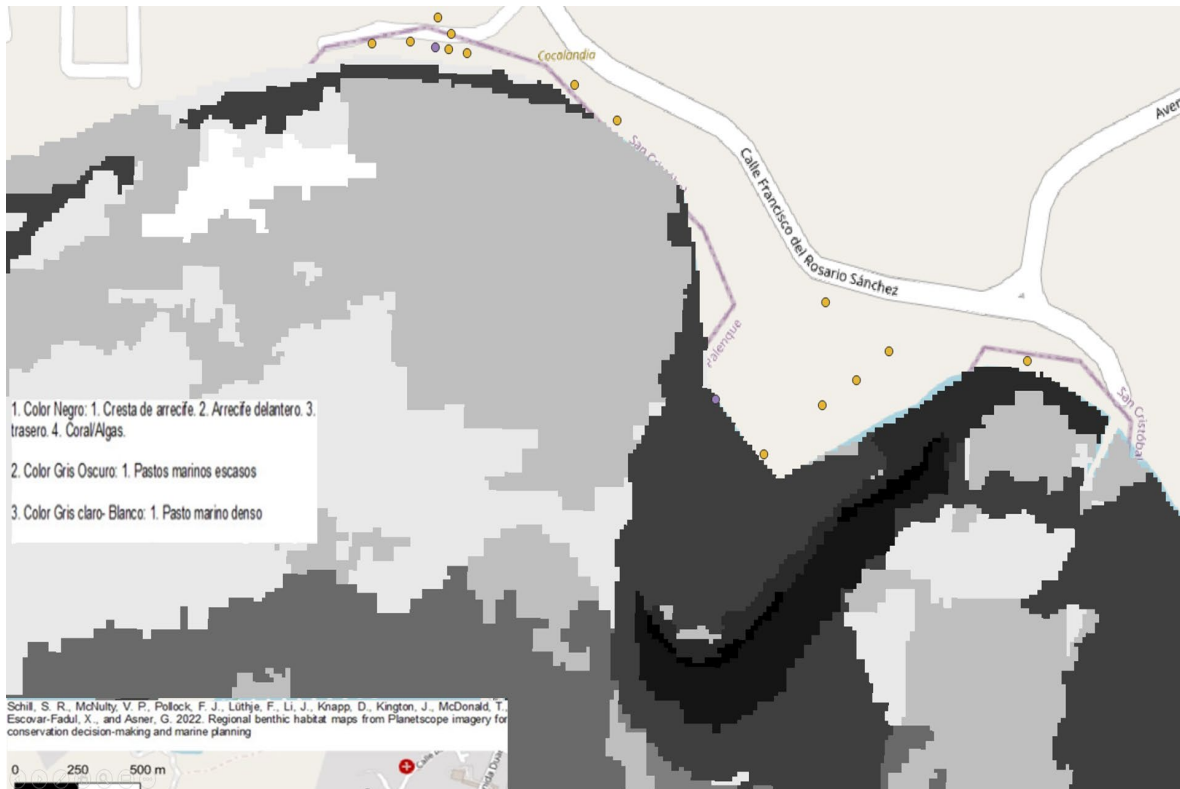 Cocolandia
San Cristóbal
Calle Francisco del Rosario Sánchez
Palenque
San Cristóbal
1. Color Negro: 1. Cresta de arrecife. 2. Arrecife delantero. 3.
trasero. 4. Coral/Algas.
2. Color Gris Oscuro: 1. Pastos marinos escasos
3. Color Gris claro- Blanco: 1. Pasto marino denso
Schill, S. R., McNulty, V. P., Pollock, F. J., Lüthje, F., Li, J., Knapp, D., Kington, J., McDonald, T.,
Escovar-Fadul, X., and Asner, G. 2022. Regional benthic habitat maps from Planetscope imagery for
conservation decision-making and marine planning
0 250 500 m
Calle